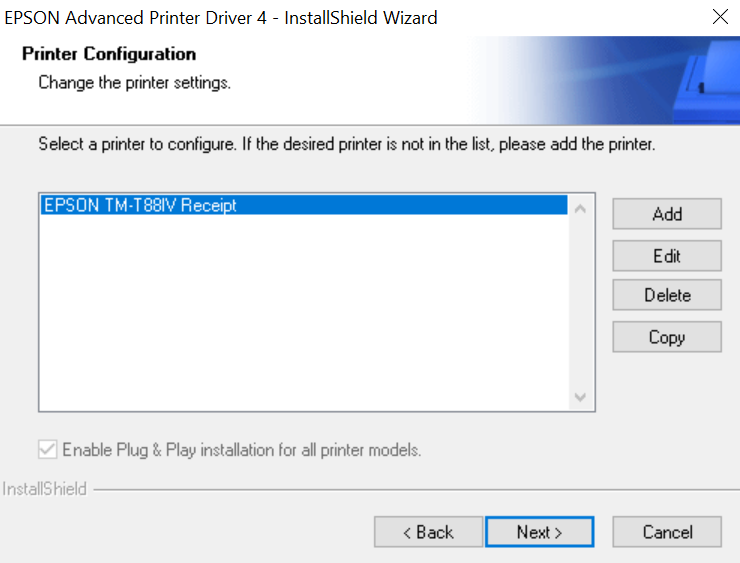 EPSON Advanced Printer Driver 4 - InstallShield Wizard
Printer Configuration
Change the printer settings.
Select a printer to configure. If the desired printer is not in the list, please add the printer.
EPSON TM-T88IV Receipt
Add
Edit
Delete
Copy
Enable Plug & Play installation for all printer models.
InstallShield
< Back
Next >
Cancel